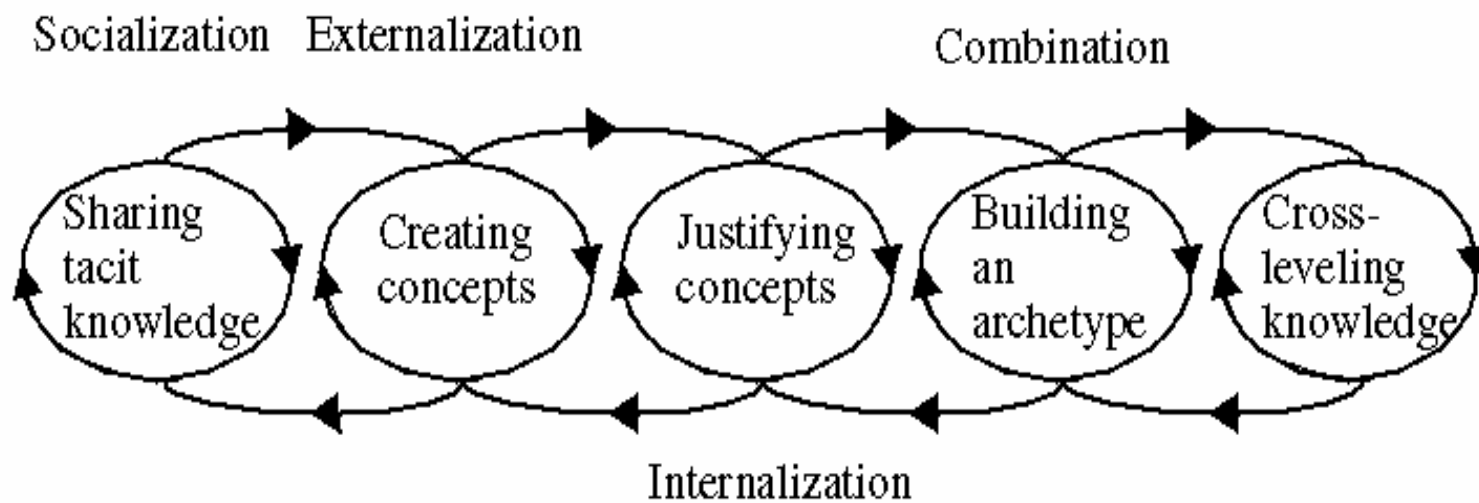 Socialization Externalization Combination
Sharing
tacit
knowledge
Creating
concepts
Justifying
concepts
Building
an
archetype
Cross-
leveling
knowledge
Internalization